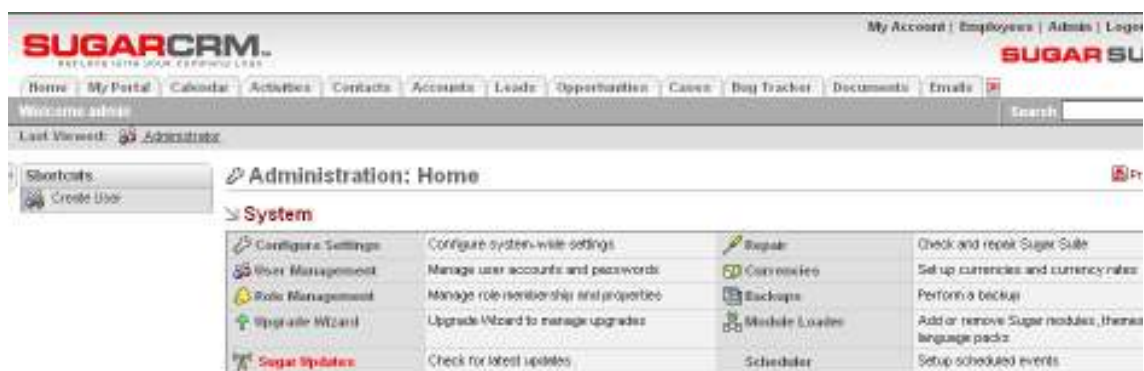 My Account | Employees | Admin | Logo
SUGARCRM.
REPLACE WITH YOUR COMPANY LOGO
SUGAR SU
Home My Portal Calendar Activities Contacts Accounts Leads Opportunities Cases Bug Tracker Documents Emails
Welcome admin Search
Last Viewed: Administrator
Shortcuts
Create User
Administration: Home
System
Configure Settings Configure system-wide settings Repair Check and repair Sugar Suite
User Management Manage user accounts and passwords Currencies Set up currencies and currency rates
Role Management Manage role membership and properties Backups Perform a backup
Upgrade Wizard Upgrade Wizard to manage upgrades Module Loader Add or remove Sugar modules, themes
language packs
Sugar Updates Check for latest updates Scheduler Setup scheduled events